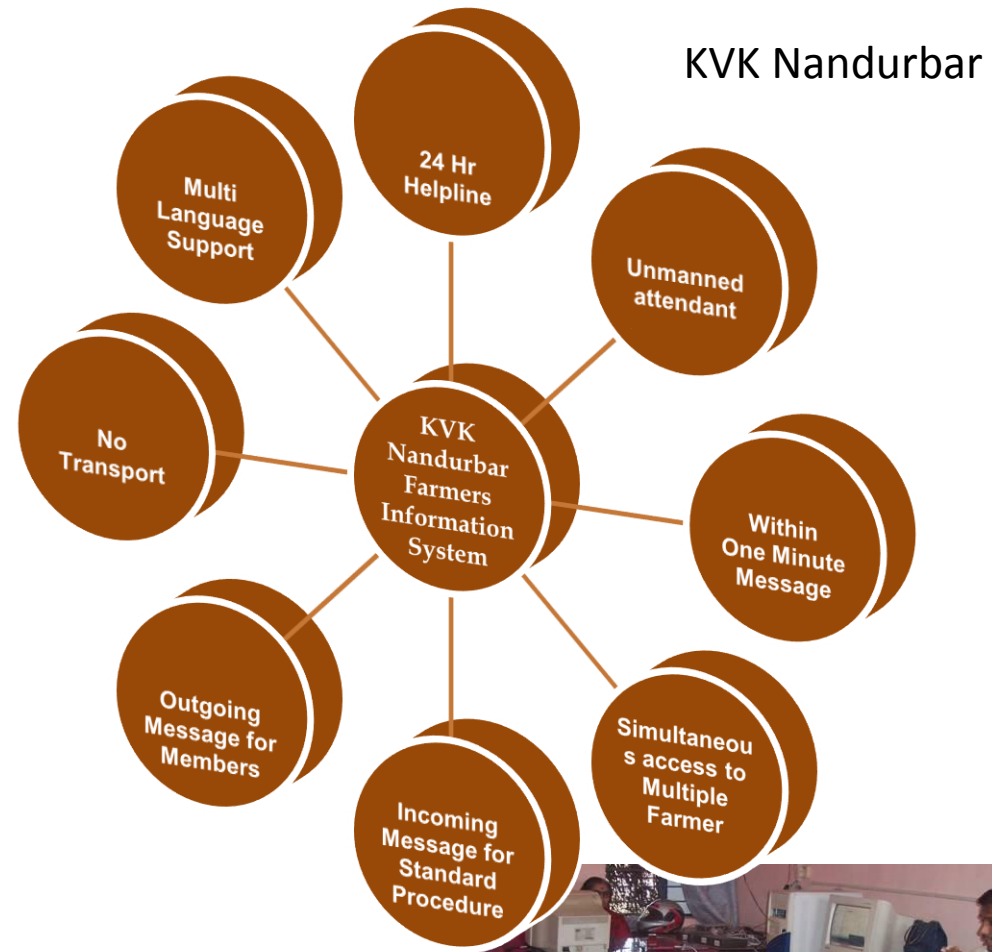 KVK Nandurbar
24 Hr
Helpline
Unmanned
attendant
Within
One Minute
Message
Simultaneou
s access to
Multiple
Farmer
Incoming
Message for
Standard
Procedure
Outgoing
Message for
Members
No
Transport
Multi
Language
Support
KVK
Nandurbar
Farmers
Information
System